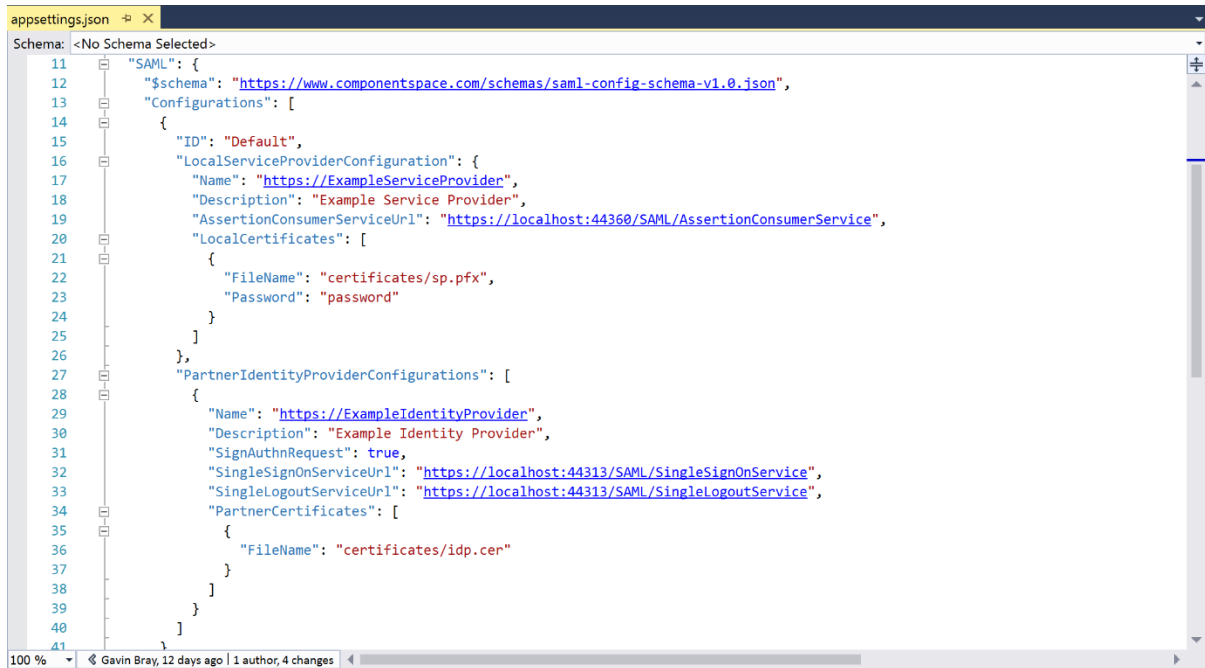 appsettings.json
Schema: <No Schema Selected>
11 "SAML": {
12 "$schema": "https://www.componentspace.com/schemas/saml-config-schema-v1.0.json",
13 "Configurations": [
14 {
15 "ID": "Default",
16 "LocalServiceProviderConfiguration": {
17 "Name": "https://ExampleServiceProvider",
18 "Description": "Example Service Provider",
19 "AssertionConsumerServiceUrl": "https://localhost:44360/SAML/AssertionConsumerService",
20 "LocalCertificates": [
21 {
22 "FileName": "certificates/sp.pfx",
23 "Password": "password"
24 }
25 ]
26 },
27 "PartnerIdentityProviderConfigurations": [
28 {
29 "Name": "https://ExampleIdentityProvider",
30 "Description": "Example Identity Provider",
31 "SignAuthnRequest": true,
32 "SingleSignOnServiceUrl": "https://localhost:44313/SAML/SingleSignOnService",
33 "SingleLogoutServiceUrl": "https://localhost:44313/SAML/SingleLogoutService",
34 "PartnerCertificates": [
35 {
36 "FileName": "certificates/idp.cer"
37 }
38 ]
39 }
40 ]
41 }
100 % Gavin Bray, 12 days ago | 1 author, 4 changes